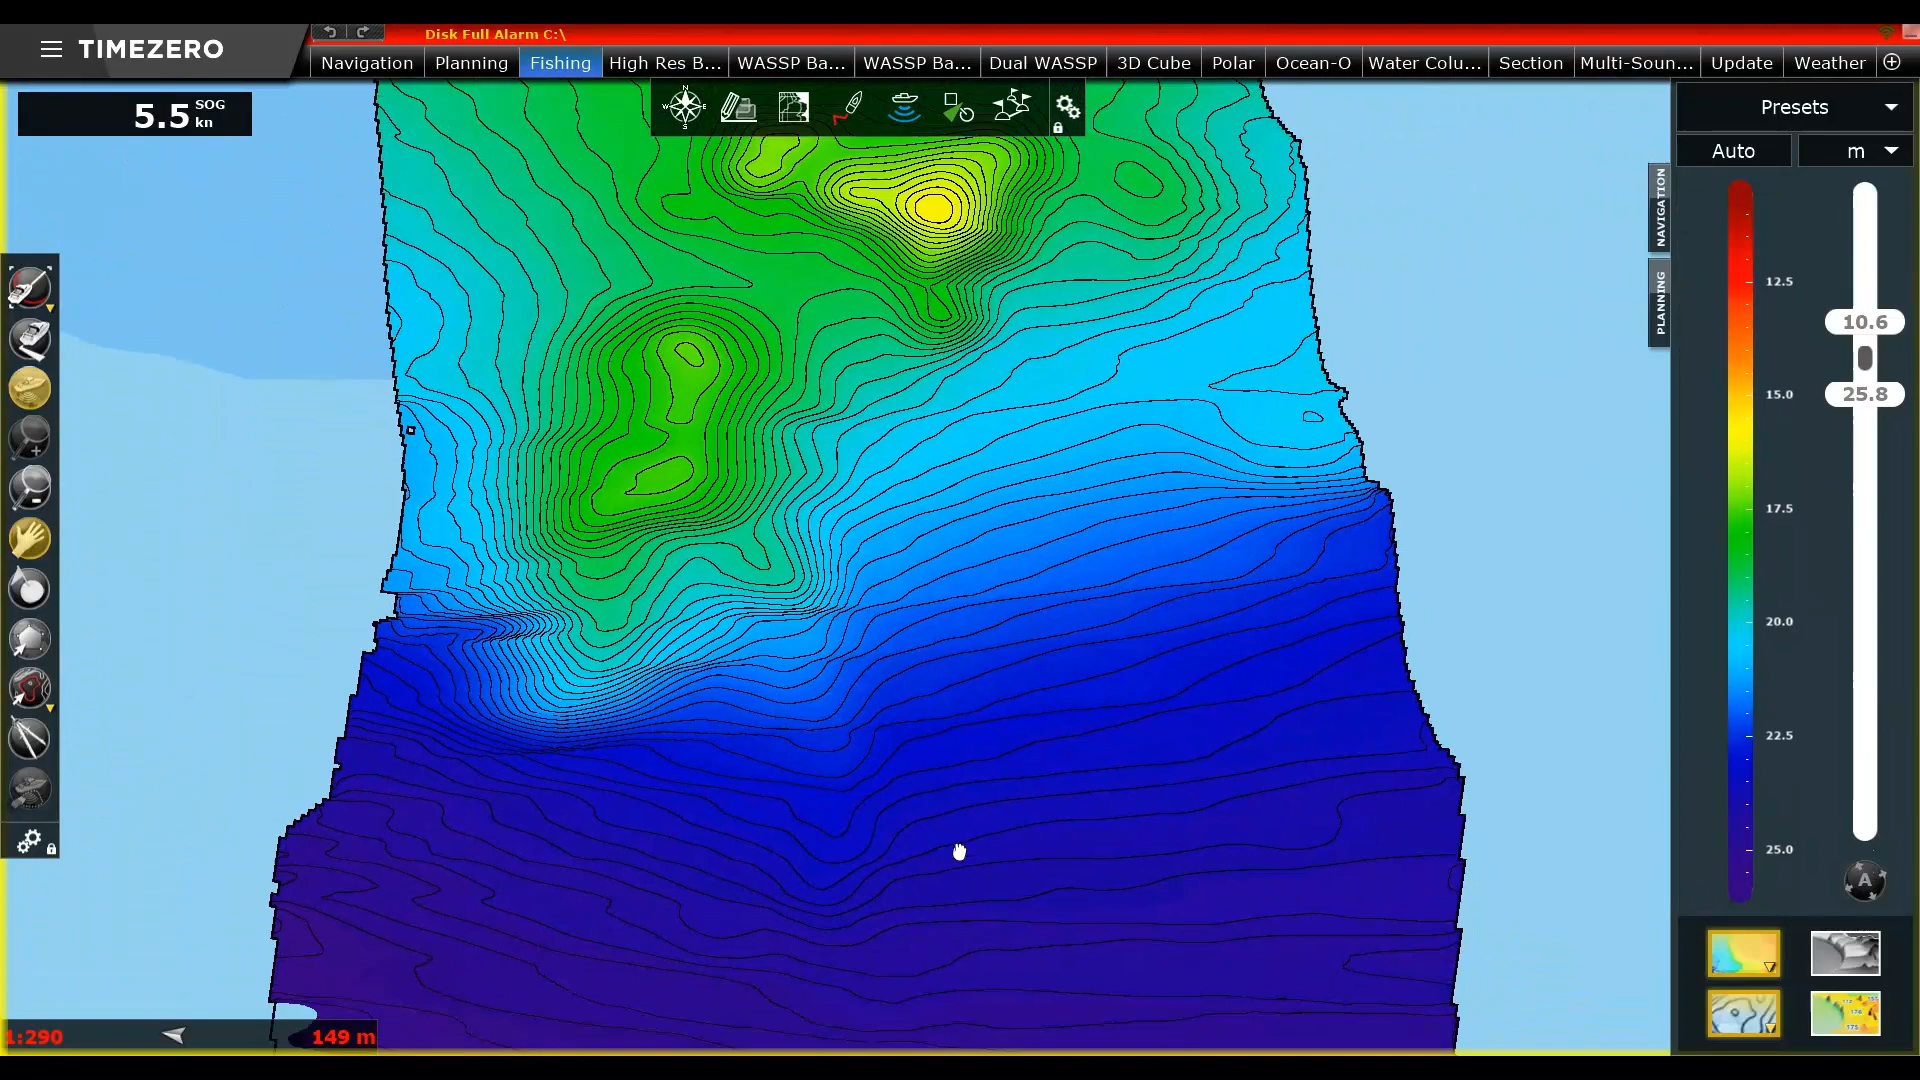 Disk Full Alarm C:\
TIMEZERO
Navigation
Planning
Fishing
High Res B...
WASSP Ba...
WASSP Ba...
Dual WASSP
3D Cube
Polar
Ocean-O
Water Colu...
Section
Multi-Soun...
Update
Weather
5.5 SOG kn
N
W E
S
Presets
Auto
m
NAVIGATION
PLANNING
12.5
10.6
15.0
25.8
17.5
20.0
22.5
25.0
A
1:290
149 m